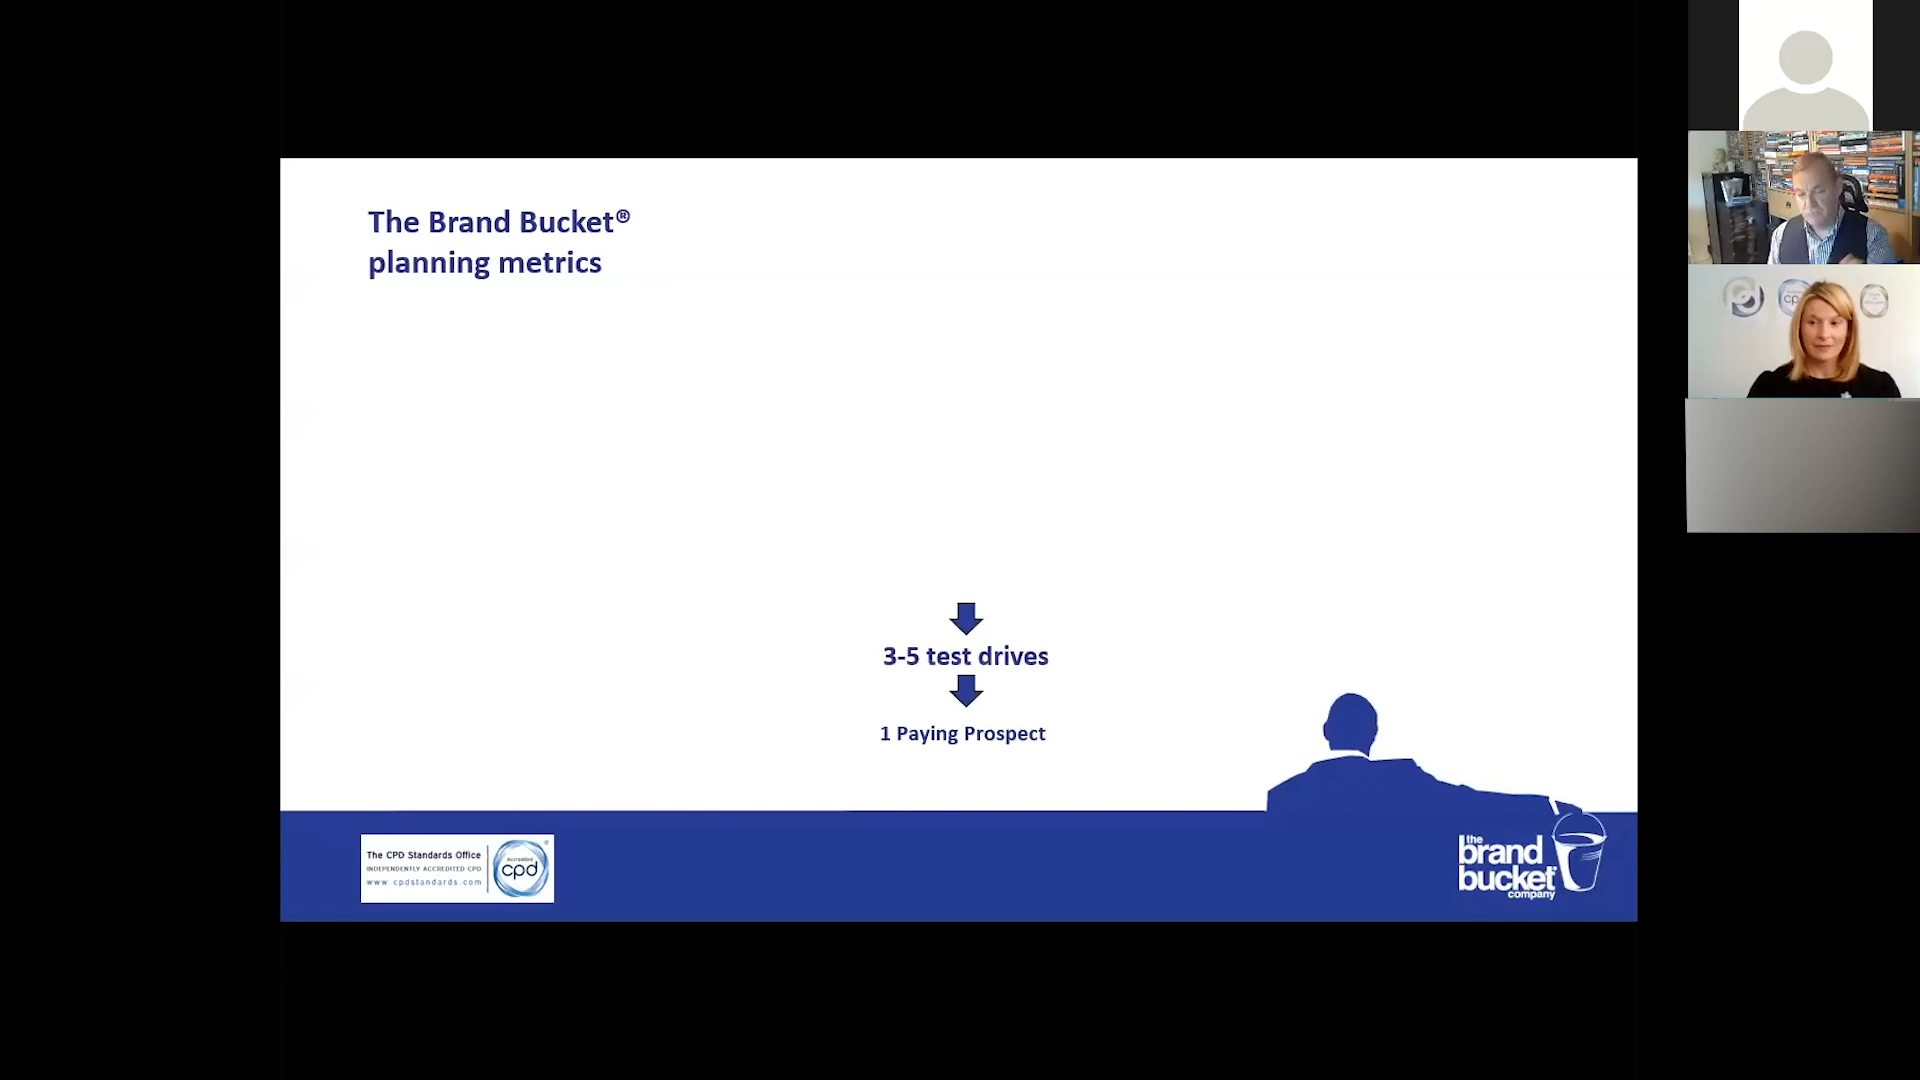 The Brand Bucket®
planning metrics
3-5 test drives
1 Paying Prospect
The CPD Standards Office
INDEPENDENTLY ACCREDITED CPD
www.cpdstandards.com
Accredited
cpd
the
brand
bucket
company